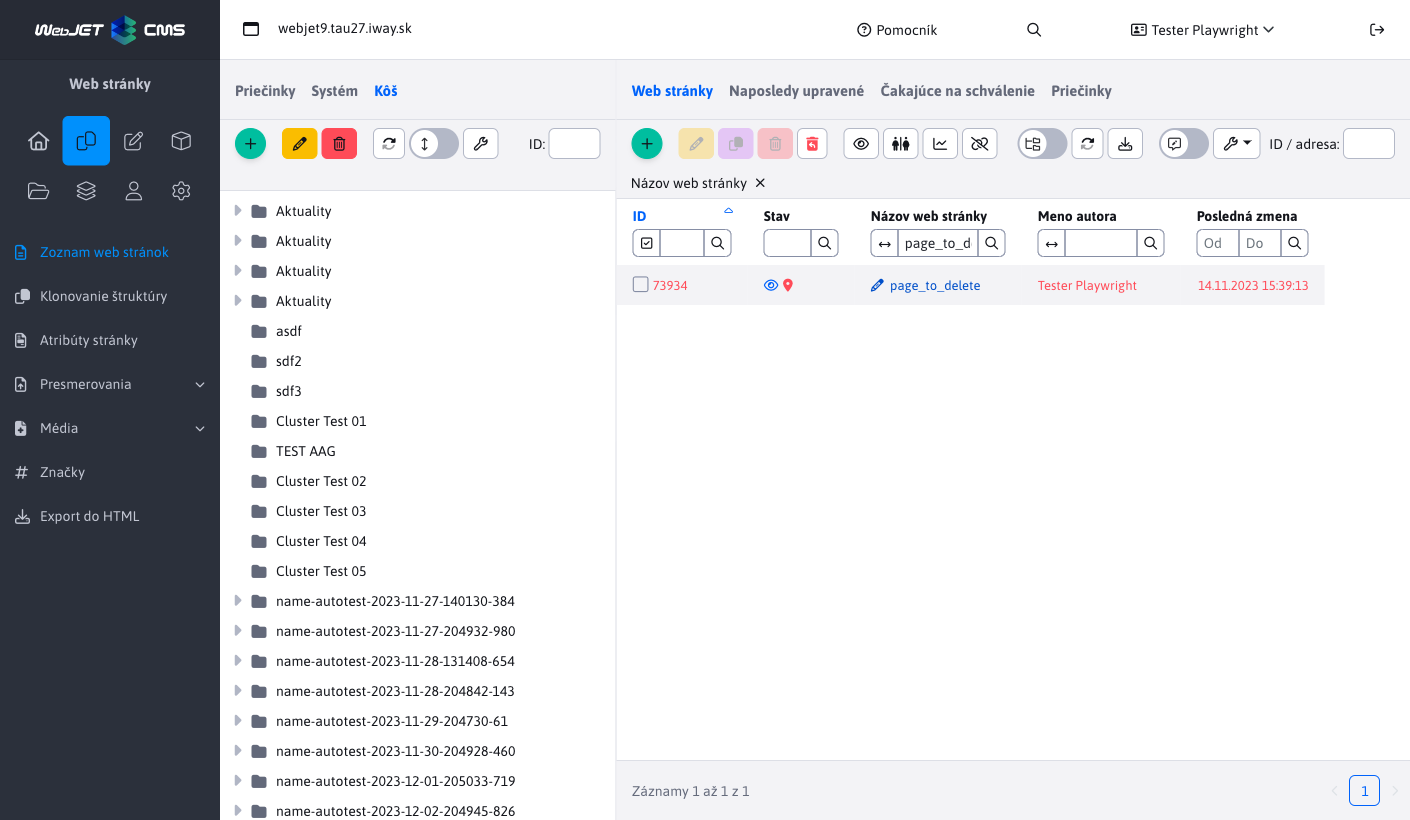 WebJET CMS
webjet9.tau27.iway.sk
Pomocník
Tester Playwright
Web stránky
Zoznam web stránok
Klonovanie štruktúry
Atribúty stránky
Presmerovania
Média
Značky
Export do HTML
Priečinky Systém Kôš
ID:
Aktuality
Aktuality
Aktuality
Aktuality
asdf
sdf2
sdf3
Cluster Test 01
TEST AAG
Cluster Test 02
Cluster Test 03
Cluster Test 04
Cluster Test 05
name-autotest-2023-11-27-140130-384
name-autotest-2023-11-27-204932-980
name-autotest-2023-11-28-131408-654
name-autotest-2023-11-28-204842-143
name-autotest-2023-11-29-204730-61
name-autotest-2023-11-30-204928-460
name-autotest-2023-12-01-205033-719
name-autotest-2023-12-02-204945-826
Web stránky Naposledy upravené Čakajúce na schválenie Priečinky
ID / adresa:
Názov web stránky ×
ID Stav Názov web stránky Meno autora Posledná zmena
page_to_d Od Do
73934 page_to_delete Tester Playwright 14.11.2023 15:39:13
Záznamy 1 až 1 z 1
1